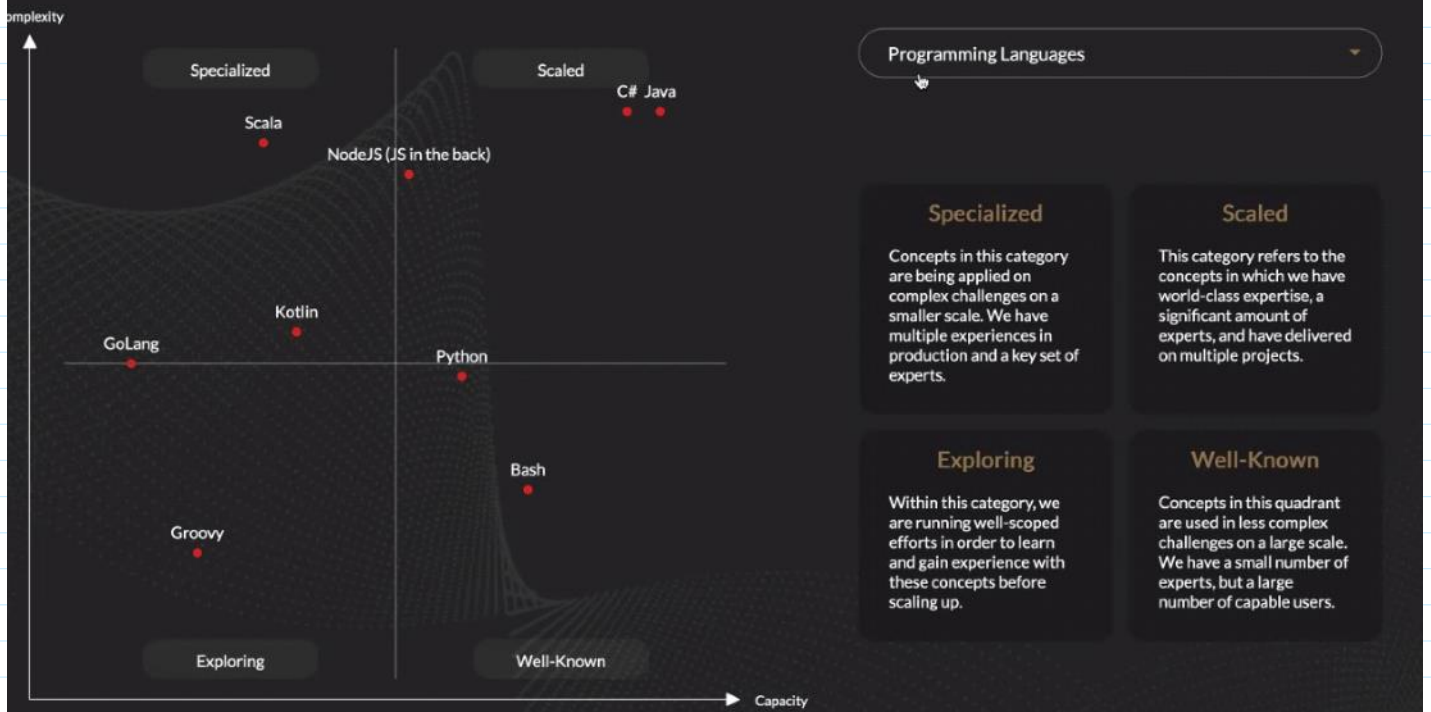 omplexity
Specialized
Scaled
C# Java
Scala
NodeJS (JS in the back)
Kotlin
GoLang
Python
Bash
Groovy
Exploring
Well-Known
Capacity
Programming Languages
Specialized
Concepts in this category
are being applied on
complex challenges on a
smaller scale. We have
multiple experiences in
production and a key set of
experts.
Scaled
This category refers to the
concepts in which we have
world-class expertise, a
significant amount of
experts, and have delivered
on multiple projects.
Exploring
Within this category, we
are running well-scoped
efforts in order to learn
and gain experience with
these concepts before
scaling up.
Well-Known
Concepts in this quadrant
are used in less complex
challenges on a large scale.
We have a small number of
experts, but a large
number of capable users.